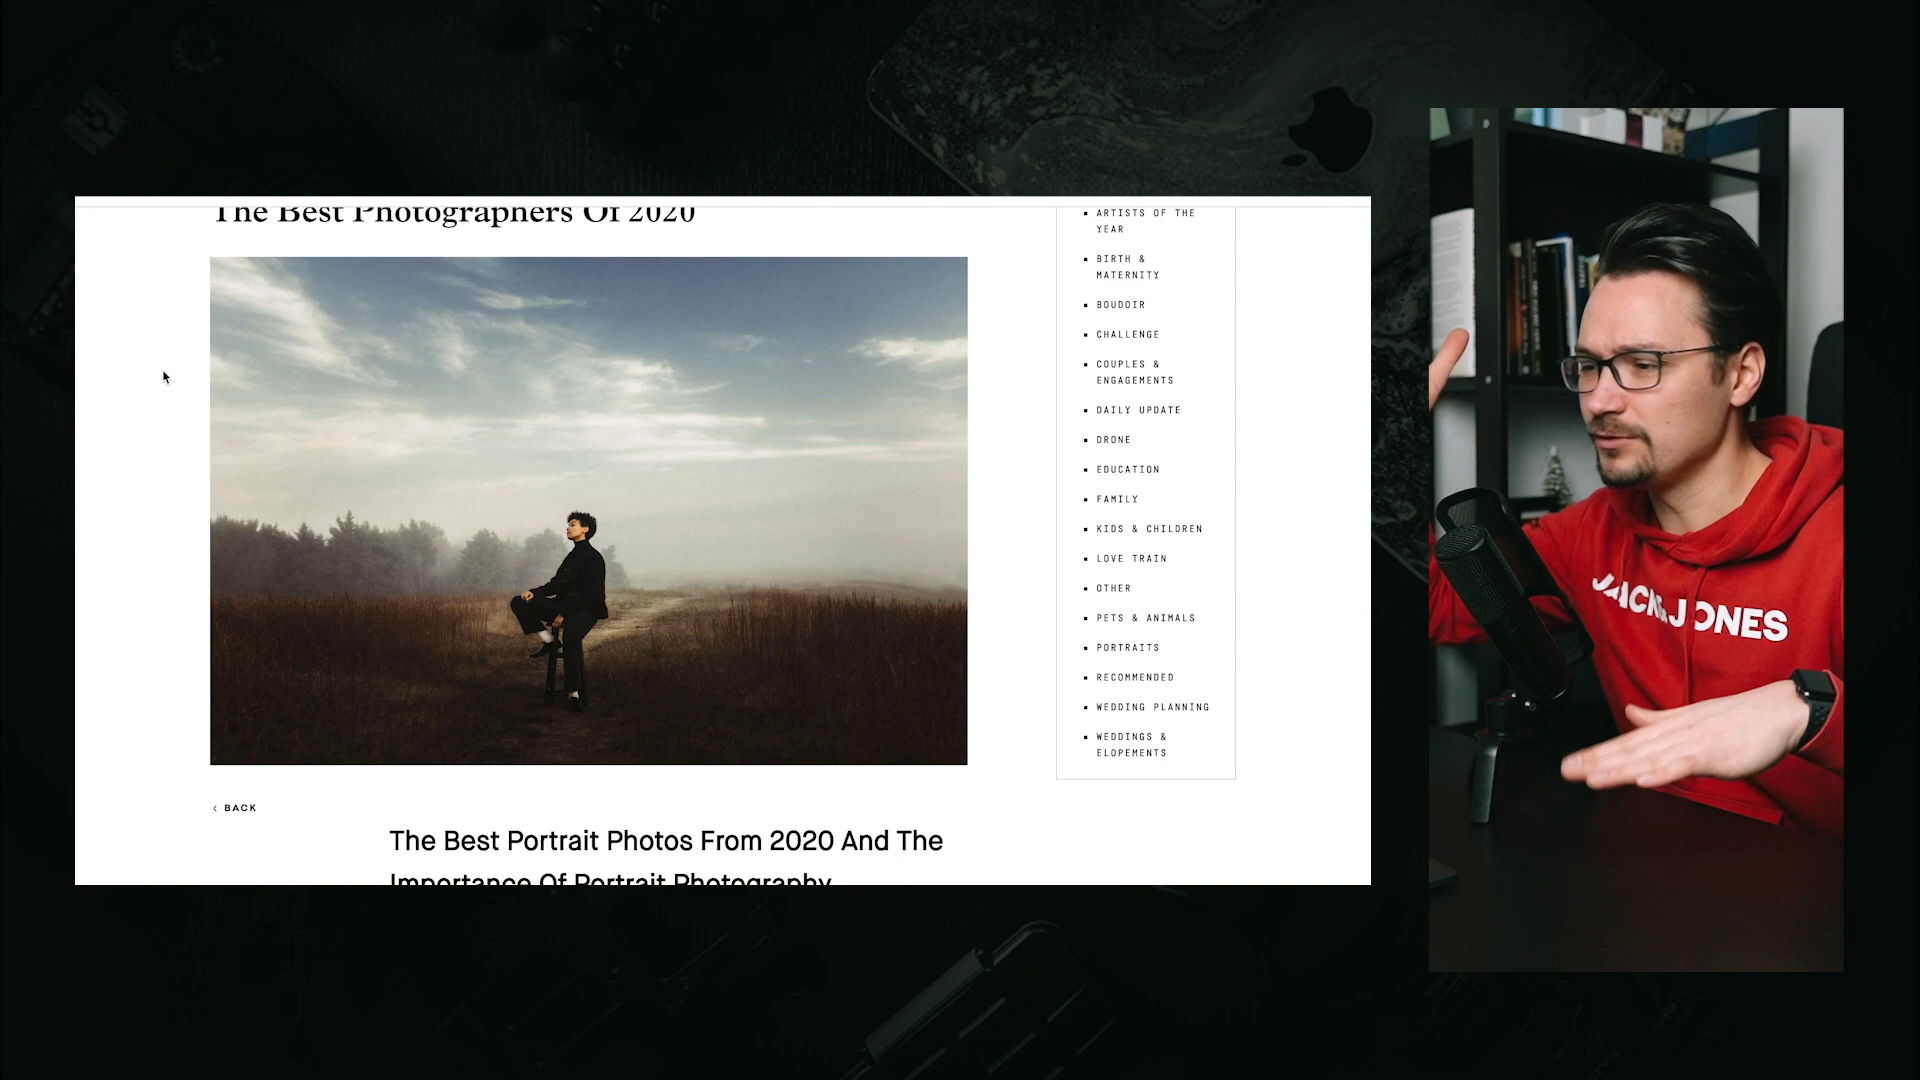 The Best Photographers Of 2020
ARTISTS OF THE
YEAR
BIRTH &
MATERNITY
BOUDOIR
CHALLENGE
COUPLES &
ENGAGEMENTS
DAILY UPDATE
DRONE
EDUCATION
FAMILY
KIDS & CHILDREN
LOVE TRAIN
OTHER
PETS & ANIMALS
PORTRAITS
RECOMMENDED
WEDDING PLANNING
WEDDINGS &
ELOPEMENTS
‹ BACK
The Best Portrait Photos From 2020 And The
Importance Of Portrait Photography
JACK & JONES